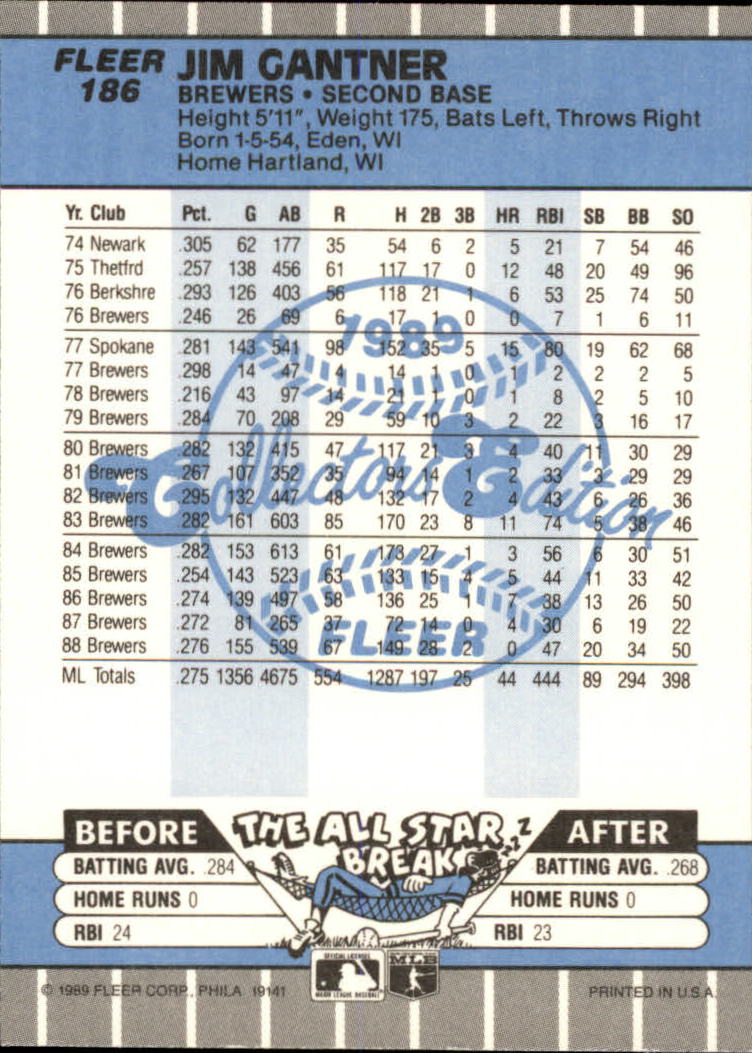 FLEER JIM GANTNER
186 BREWERS • SECOND BASE
Height 5'11", Weight 175, Bats Left, Throws Right
Born 1-5-54, Eden, WI
Home Hartland, WI
Yr. Club Pct. G AB R H 2B 3B HR RBI SB BB SO
74 Newark .305 62 177 35 54 6 2 5 21 7 54 46
75 Thetfrd .257 138 456 61 117 17 0 12 48 20 49 96
76 Berkshre .293 126 403 56 118 21 1 6 53 25 74 50
76 Brewers .246 26 69 6 17 1 0 0 7 1 6 11
77 Spokane .281 143 541 98 152 35 5 15 80 19 62 68
77 Brewers .298 14 47 4 14 1 0 1 2 2 2 5
78 Brewers .216 43 97 14 21 1 0 1 8 2 5 10
79 Brewers .284 70 208 29 59 10 3 2 22 3 16 17
80 Brewers .282 132 415 47 117 21 3 4 40 11 30 29
81 Brewers .267 107 352 35 94 14 1 2 33 3 29 29
82 Brewers .295 132 447 48 132 17 2 4 43 6 26 36
83 Brewers .282 161 603 85 170 23 8 11 74 5 38 46
84 Brewers .282 153 613 61 173 27 1 3 56 6 30 51
85 Brewers .254 143 523 63 133 15 4 5 44 11 33 42
86 Brewers .274 139 497 58 136 25 1 7 38 13 26 50
87 Brewers .272 81 265 37 72 14 0 4 30 6 19 22
88 Brewers .276 155 539 67 149 28 2 0 47 20 34 50
ML Totals .275 1356 4675 554 1287 197 25 44 444 89 294 398
1989
Collectors Edition
FLEER
BEFORE THE ALL STAR BREAK ZZZZ AFTER
BATTING AVG. .284 BATTING AVG. .268
HOME RUNS 0 HOME RUNS 0
RBI 24 RBI 23
OFFICIAL LICENSEE
MLB
MAJOR LEAGUE BASEBALL
© 1989 FLEER CORP., PHILA 19141 PRINTED IN U.S.A.